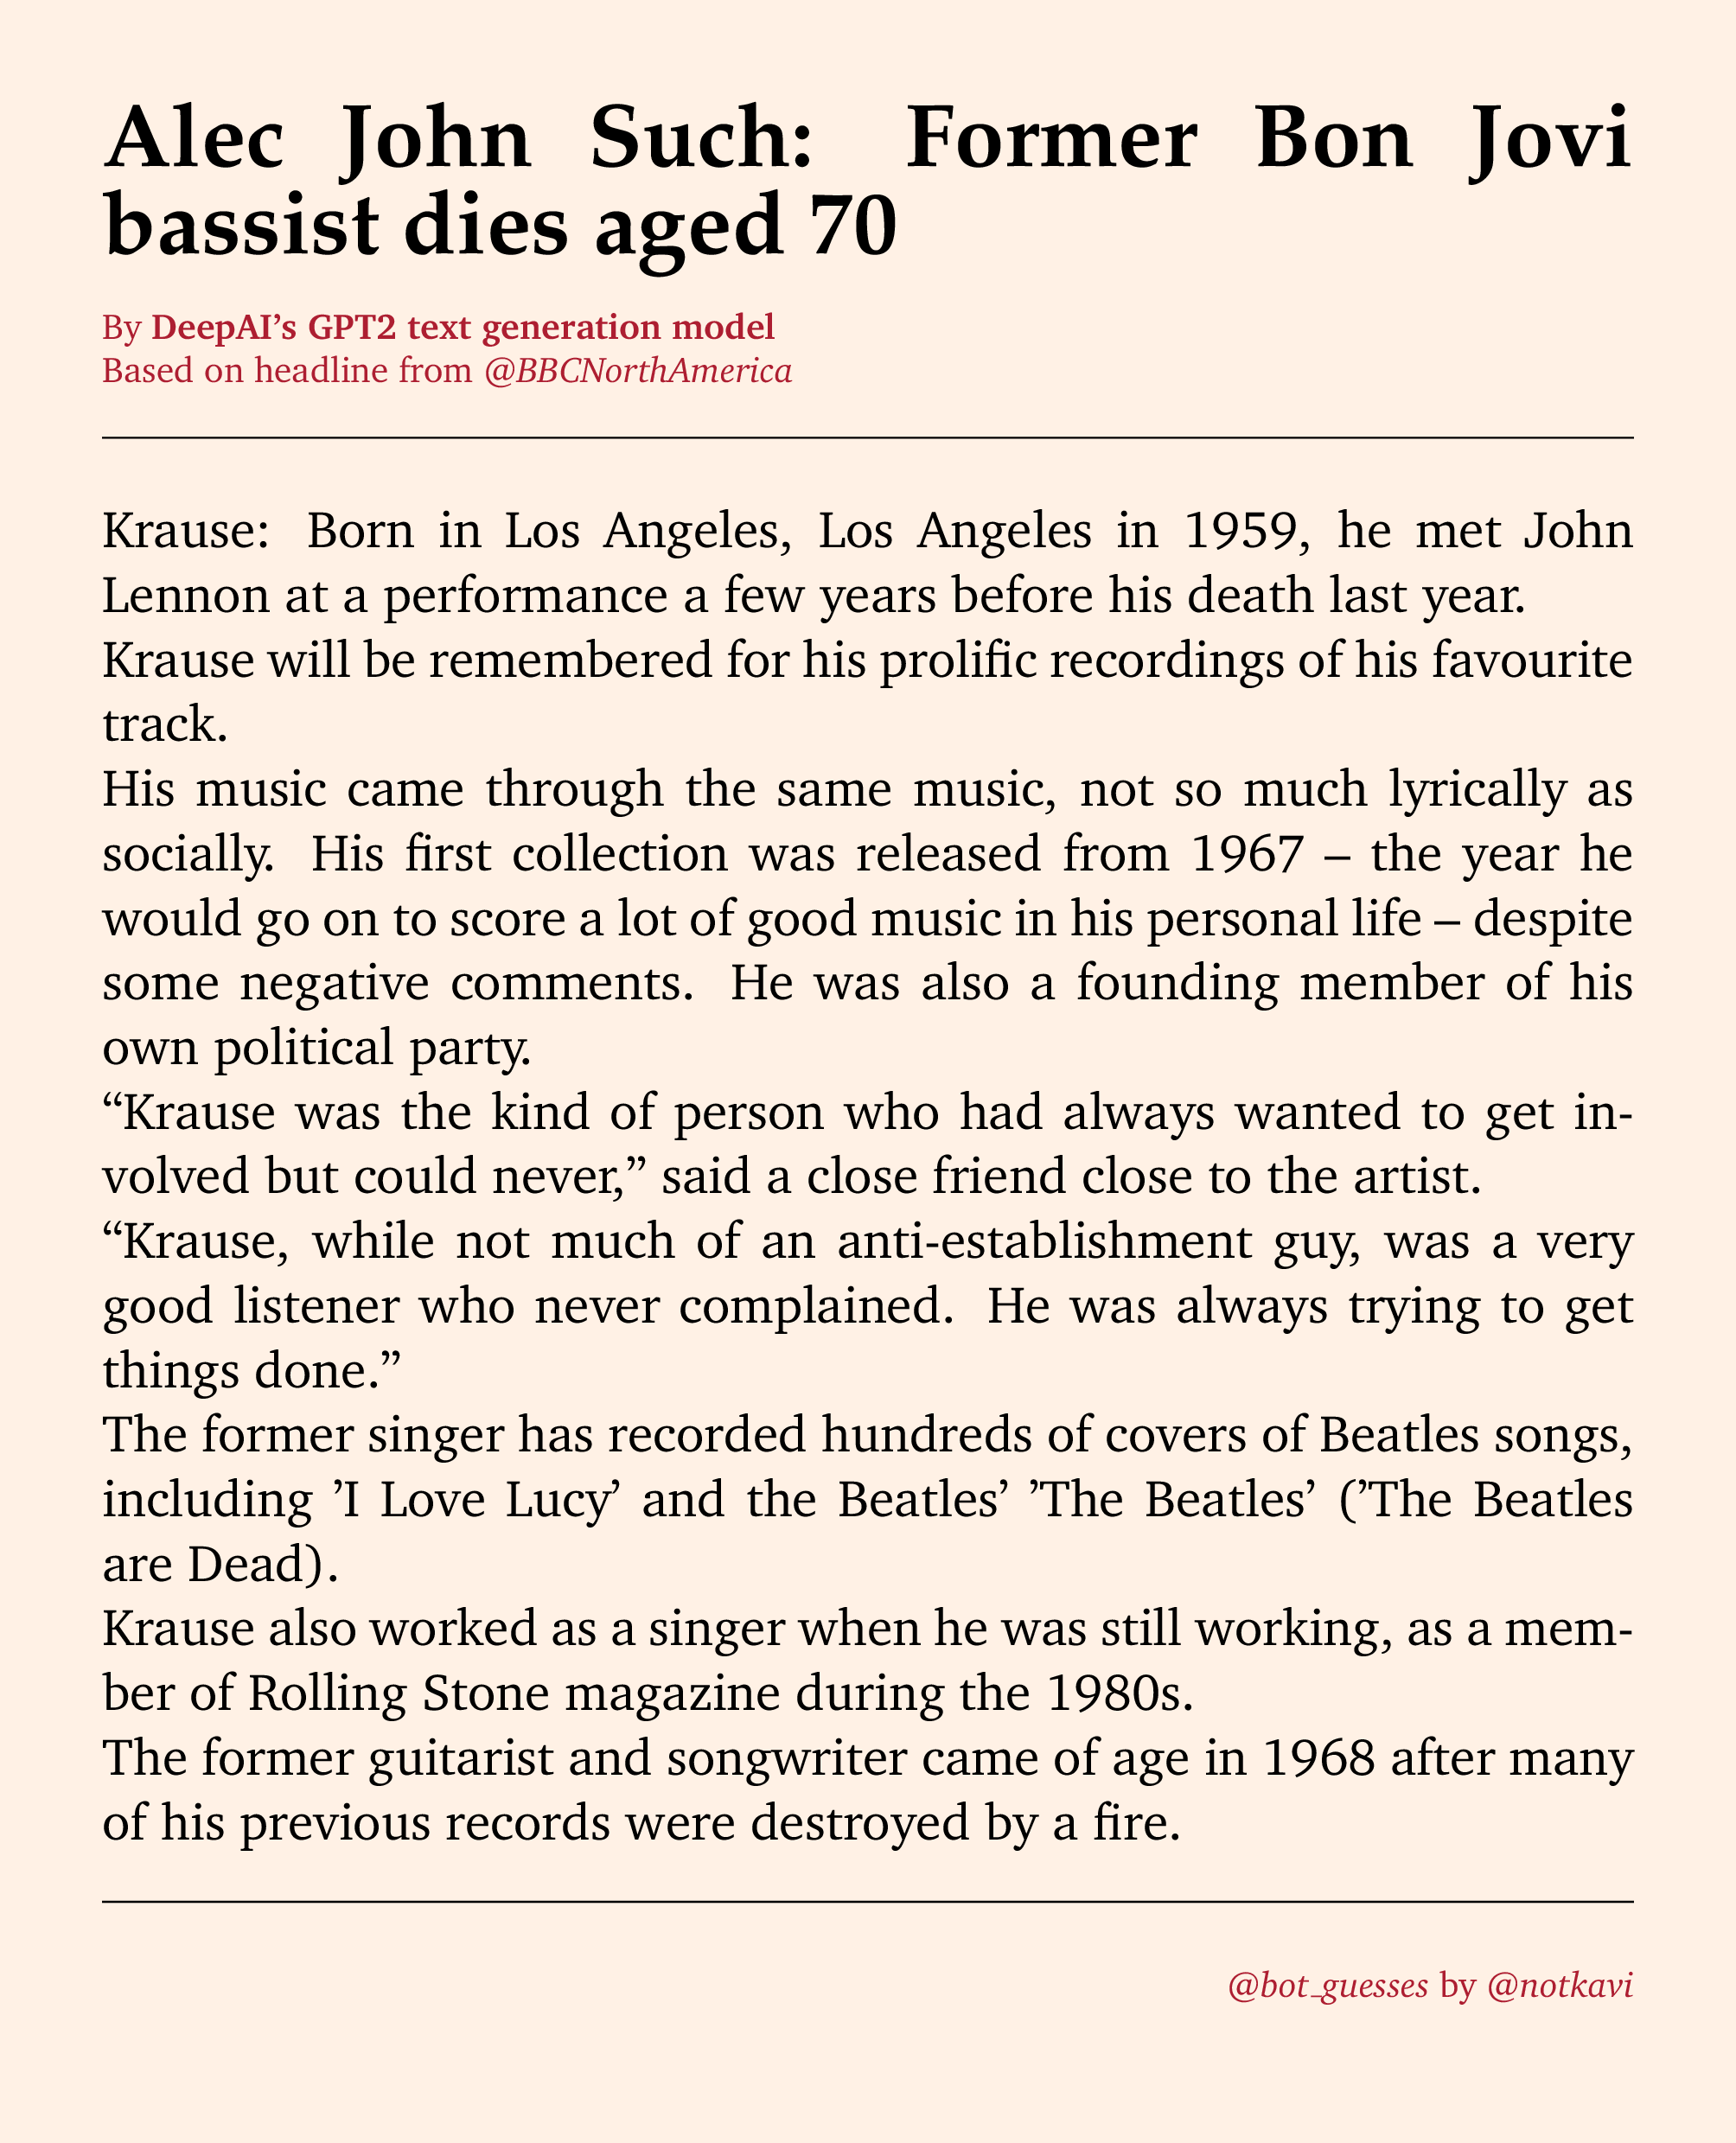 Alec John Such: Former Bon Jovi
bassist dies aged 70
By DeepAI’s GPT2 text generation model
Based on headline from @BBCNorthAmerica
Krause: Born in Los Angeles, Los Angeles in 1959, he met John
Lennon at a performance a few years before his death last year.
Krause will be remembered for his prolific recordings of his favourite
track.
His music came through the same music, not so much lyrically as
socially. His first collection was released from 1967 – the year he
would go on to score a lot of good music in his personal life – despite
some negative comments. He was also a founding member of his
own political party.
“Krause was the kind of person who had always wanted to get in-
volved but could never,” said a close friend close to the artist.
“Krause, while not much of an anti-establishment guy, was a very
good listener who never complained. He was always trying to get
things done.”
The former singer has recorded hundreds of covers of Beatles songs,
including ’I Love Lucy’ and the Beatles’ ’The Beatles’ (’The Beatles
are Dead).
Krause also worked as a singer when he was still working, as a mem-
ber of Rolling Stone magazine during the 1980s.
The former guitarist and songwriter came of age in 1968 after many
of his previous records were destroyed by a fire.
@bot_guesses by @notkavi